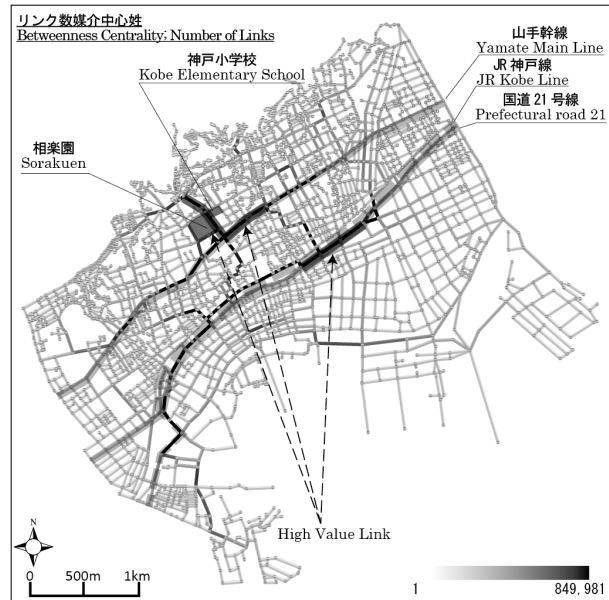 リンク数媒介中心姓
Betweenness Centrality; Number of Links
神戸小学校
Kobe Elementary School
相楽園
Sorakuen
山手幹線
Yamate Main Line
JR 神戸線
JR Kobe Line
国道 21 号線
Prefectural road 21
High Value Link
N
0 500m 1km
1 849, 981